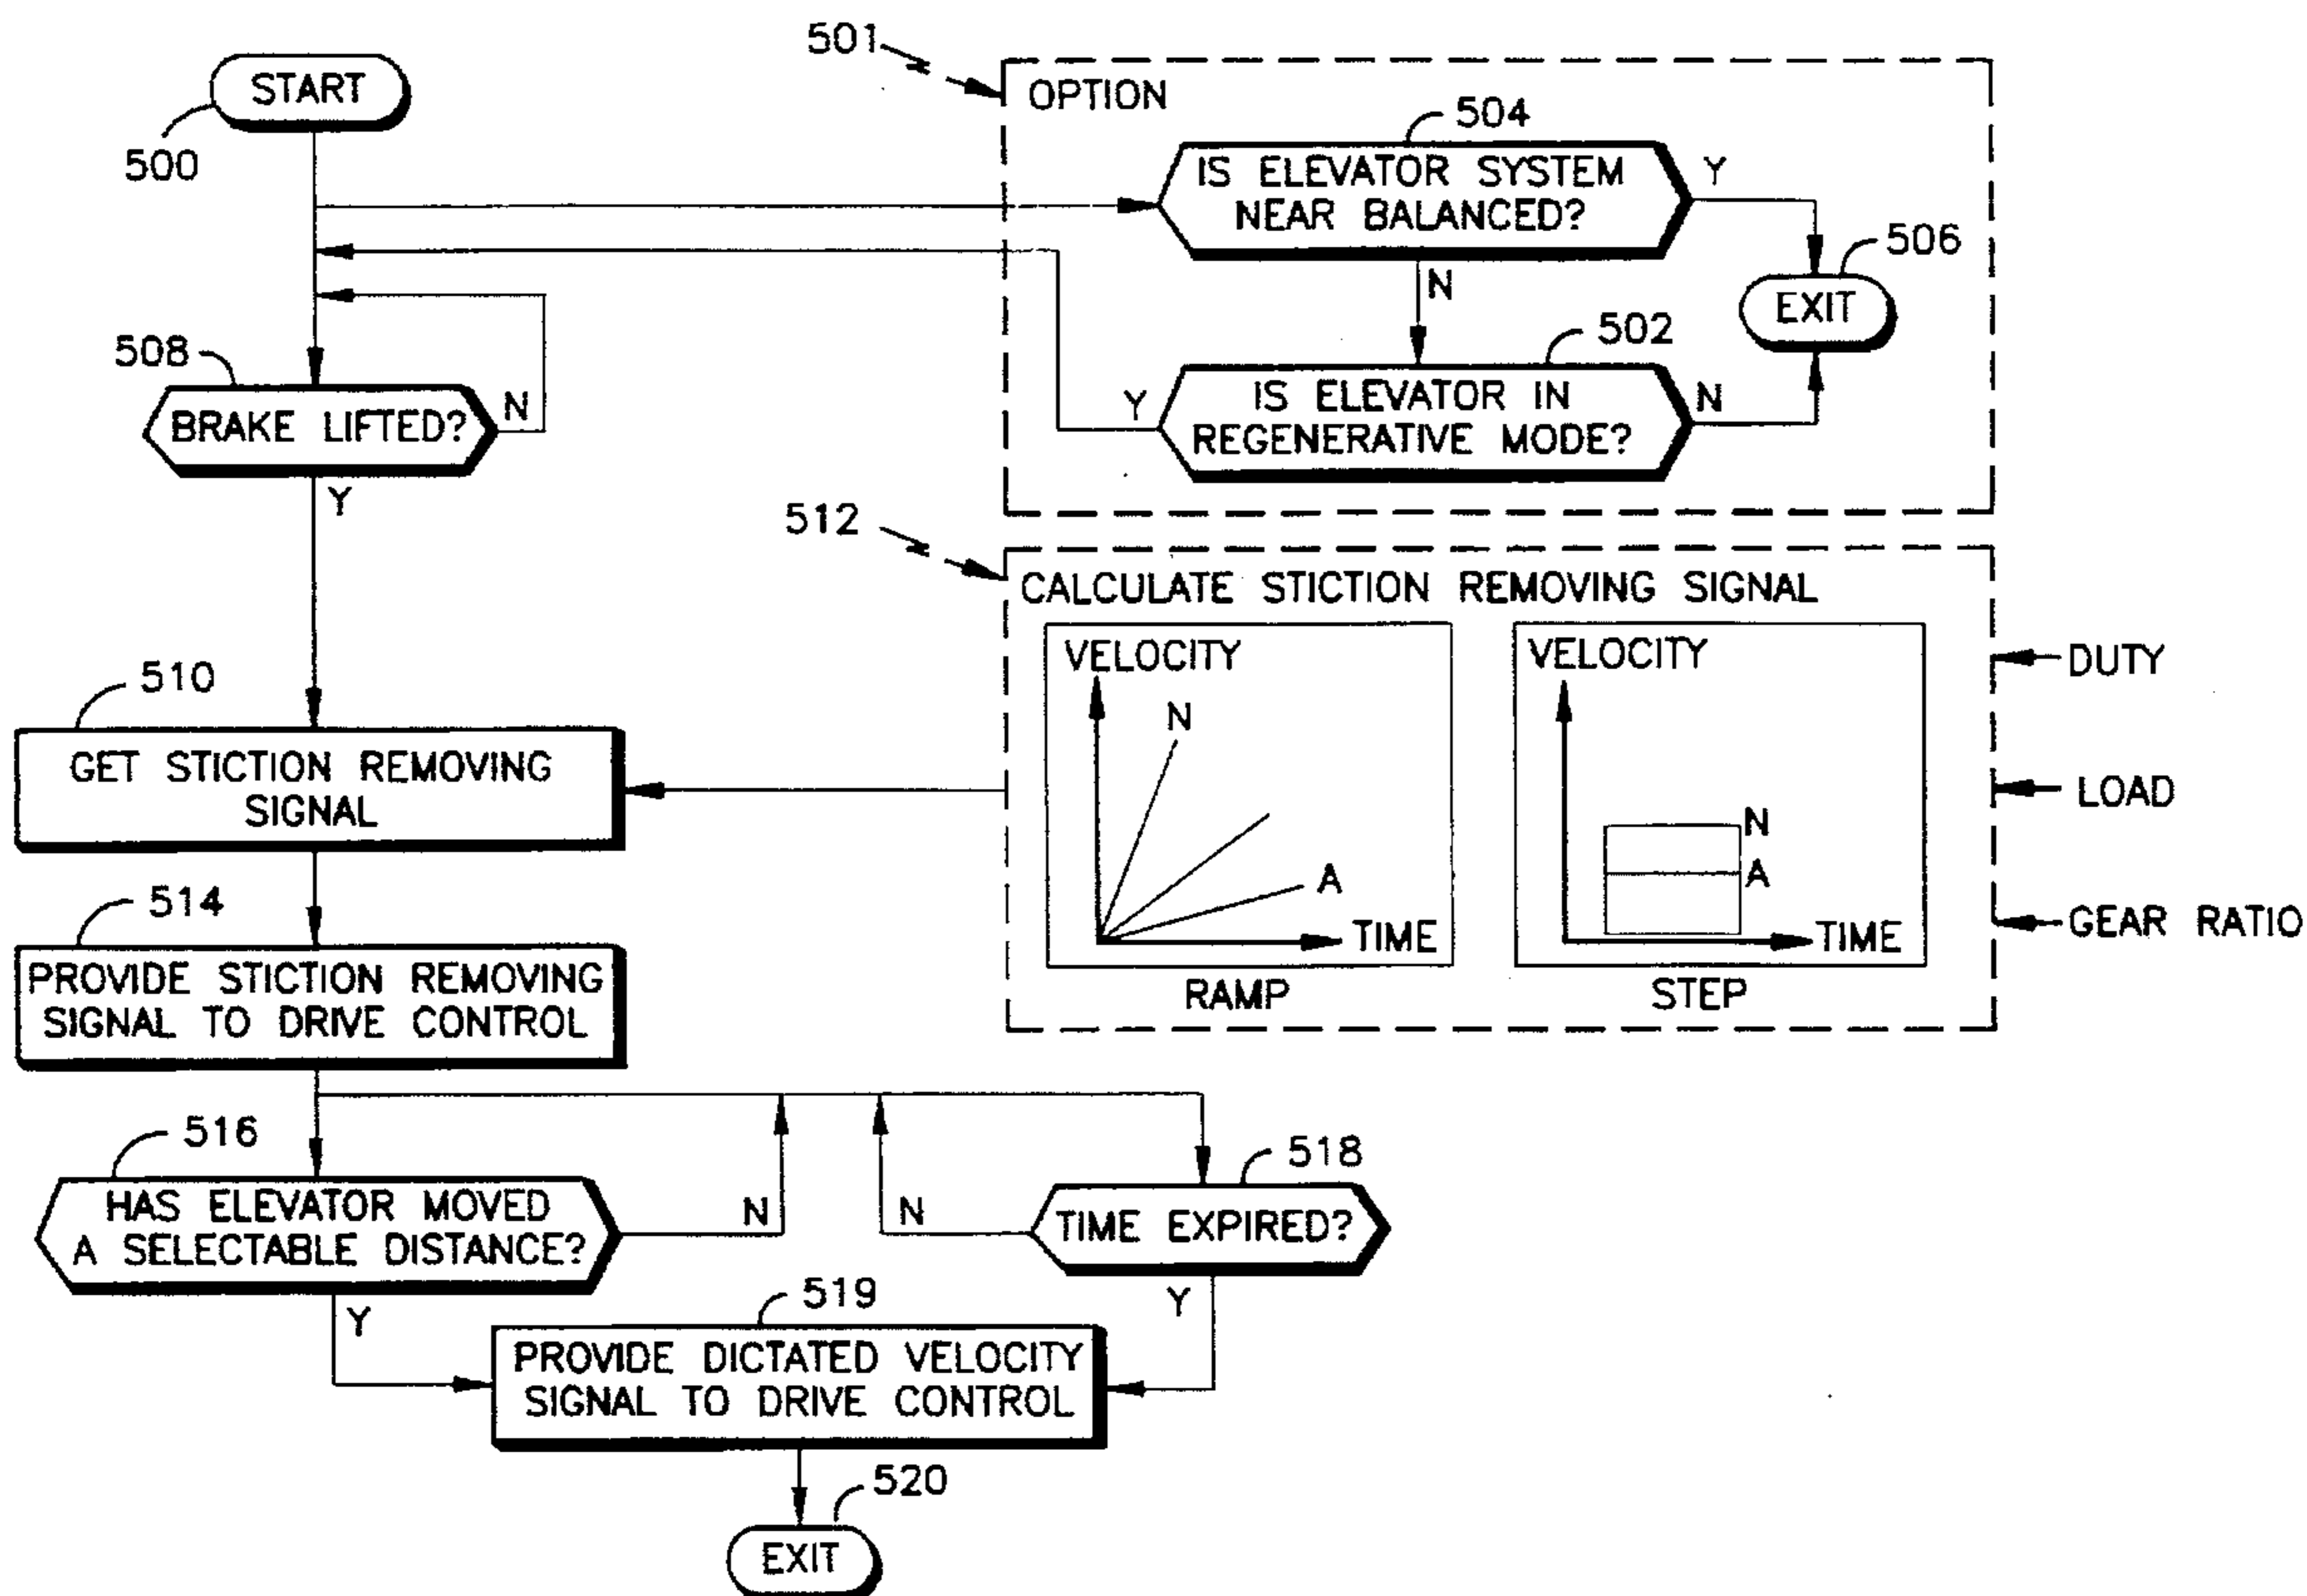 START
500
501
OPTION
504
IS ELEVATOR SYSTEM
NEAR BALANCED?
Y
N
506
EXIT
502
IS ELEVATOR IN
REGENERATIVE MODE?
Y
N
508
BRAKE LIFTED?
N
Y
512
CALCULATE STICTION REMOVING SIGNAL
VELOCITY
N
A
TIME
RAMP
VELOCITY
N
A
TIME
STEP
DUTY
LOAD
GEAR RATIO
510
GET STICTION REMOVING
SIGNAL
514
PROVIDE STICTION REMOVING
SIGNAL TO DRIVE CONTROL
516
HAS ELEVATOR MOVED
A SELECTABLE DISTANCE?
N
Y
518
TIME EXPIRED?
N
Y
519
PROVIDE DICTATED VELOCITY
SIGNAL TO DRIVE CONTROL
520
EXIT